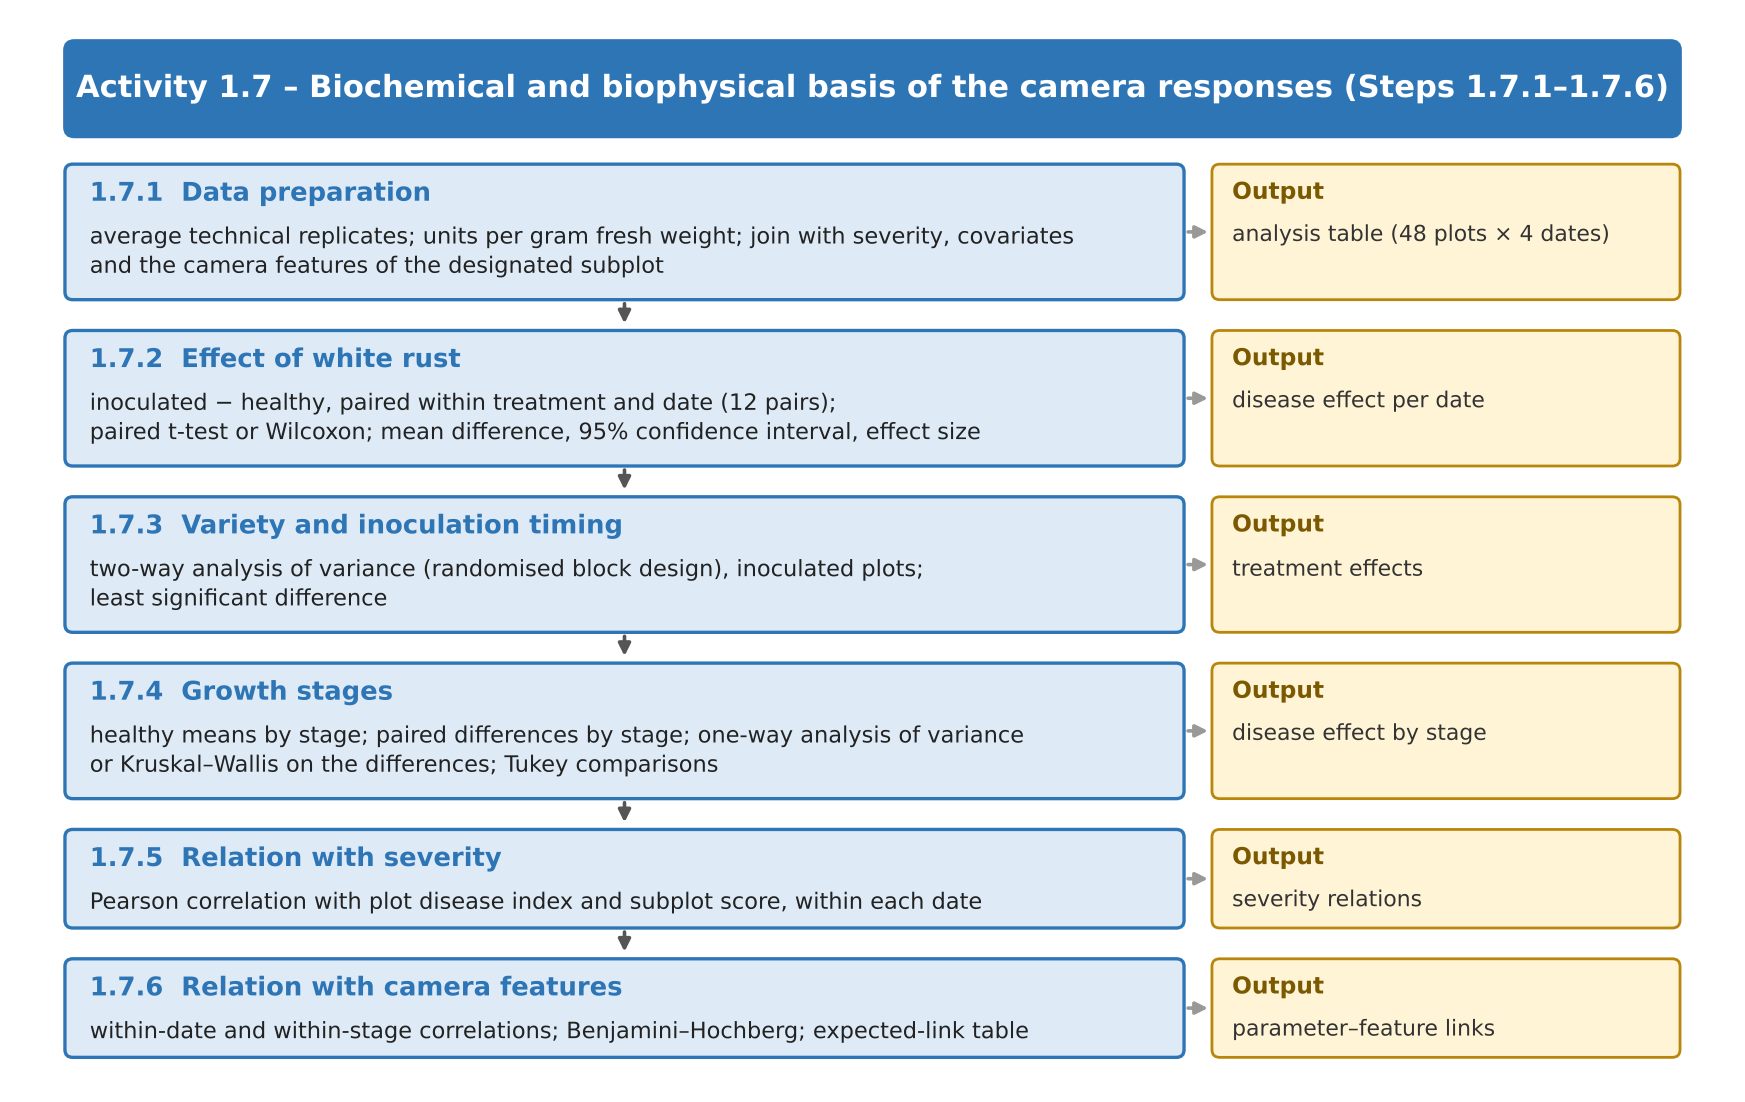 Activity 1.7 – Biochemical and biophysical basis of the camera responses (Steps 1.7.1–1.7.6)
1.7.1 Data preparation
average technical replicates; units per gram fresh weight; join with severity, covariates
and the camera features of the designated subplot
Output
analysis table (48 plots × 4 dates)
1.7.2 Effect of white rust
inoculated − healthy, paired within treatment and date (12 pairs);
paired t-test or Wilcoxon; mean difference, 95% confidence interval, effect size
Output
disease effect per date
1.7.3 Variety and inoculation timing
two-way analysis of variance (randomised block design), inoculated plots;
least significant difference
Output
treatment effects
1.7.4 Growth stages
healthy means by stage; paired differences by stage; one-way analysis of variance
or Kruskal–Wallis on the differences; Tukey comparisons
Output
disease effect by stage
1.7.5 Relation with severity
Pearson correlation with plot disease index and subplot score, within each date
Output
severity relations
1.7.6 Relation with camera features
within-date and within-stage correlations; Benjamini–Hochberg; expected-link table
Output
parameter–feature links